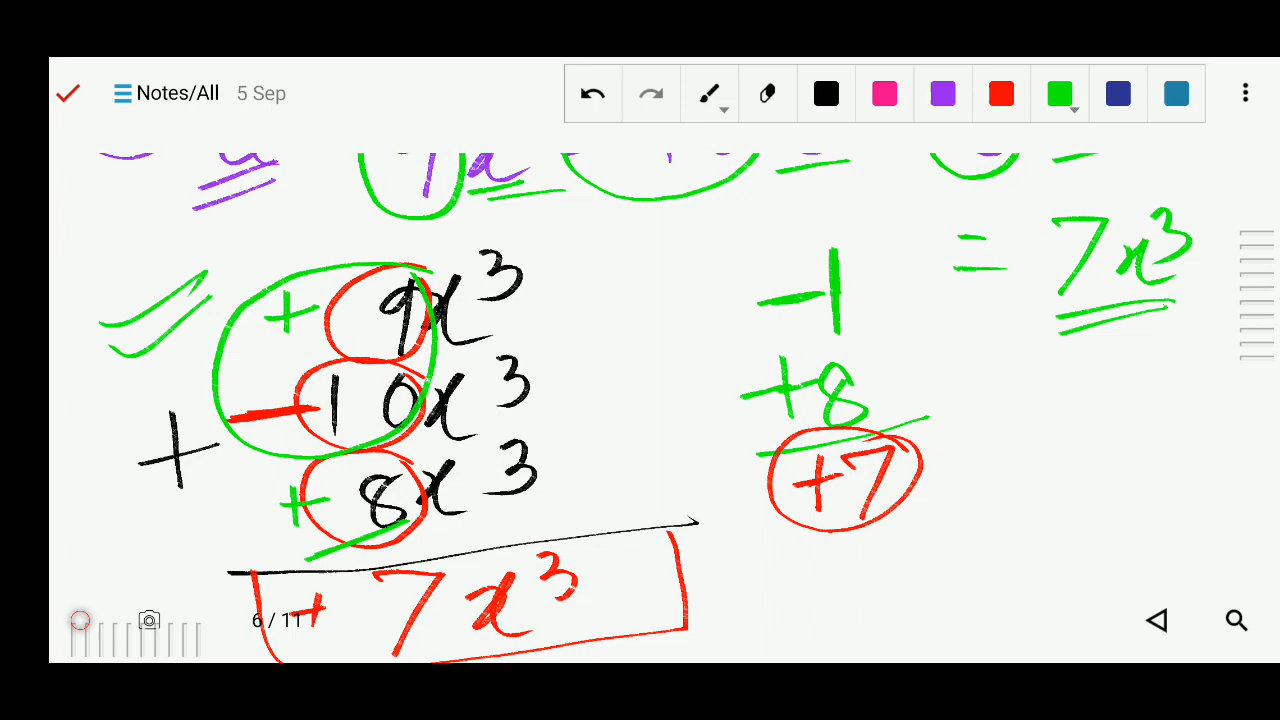 Notes/All 5 Sep
= 7x³
+ 9x³
- 10x³
+ 8x³
+
+ 7x³
-1
+8
+7
6 / 11